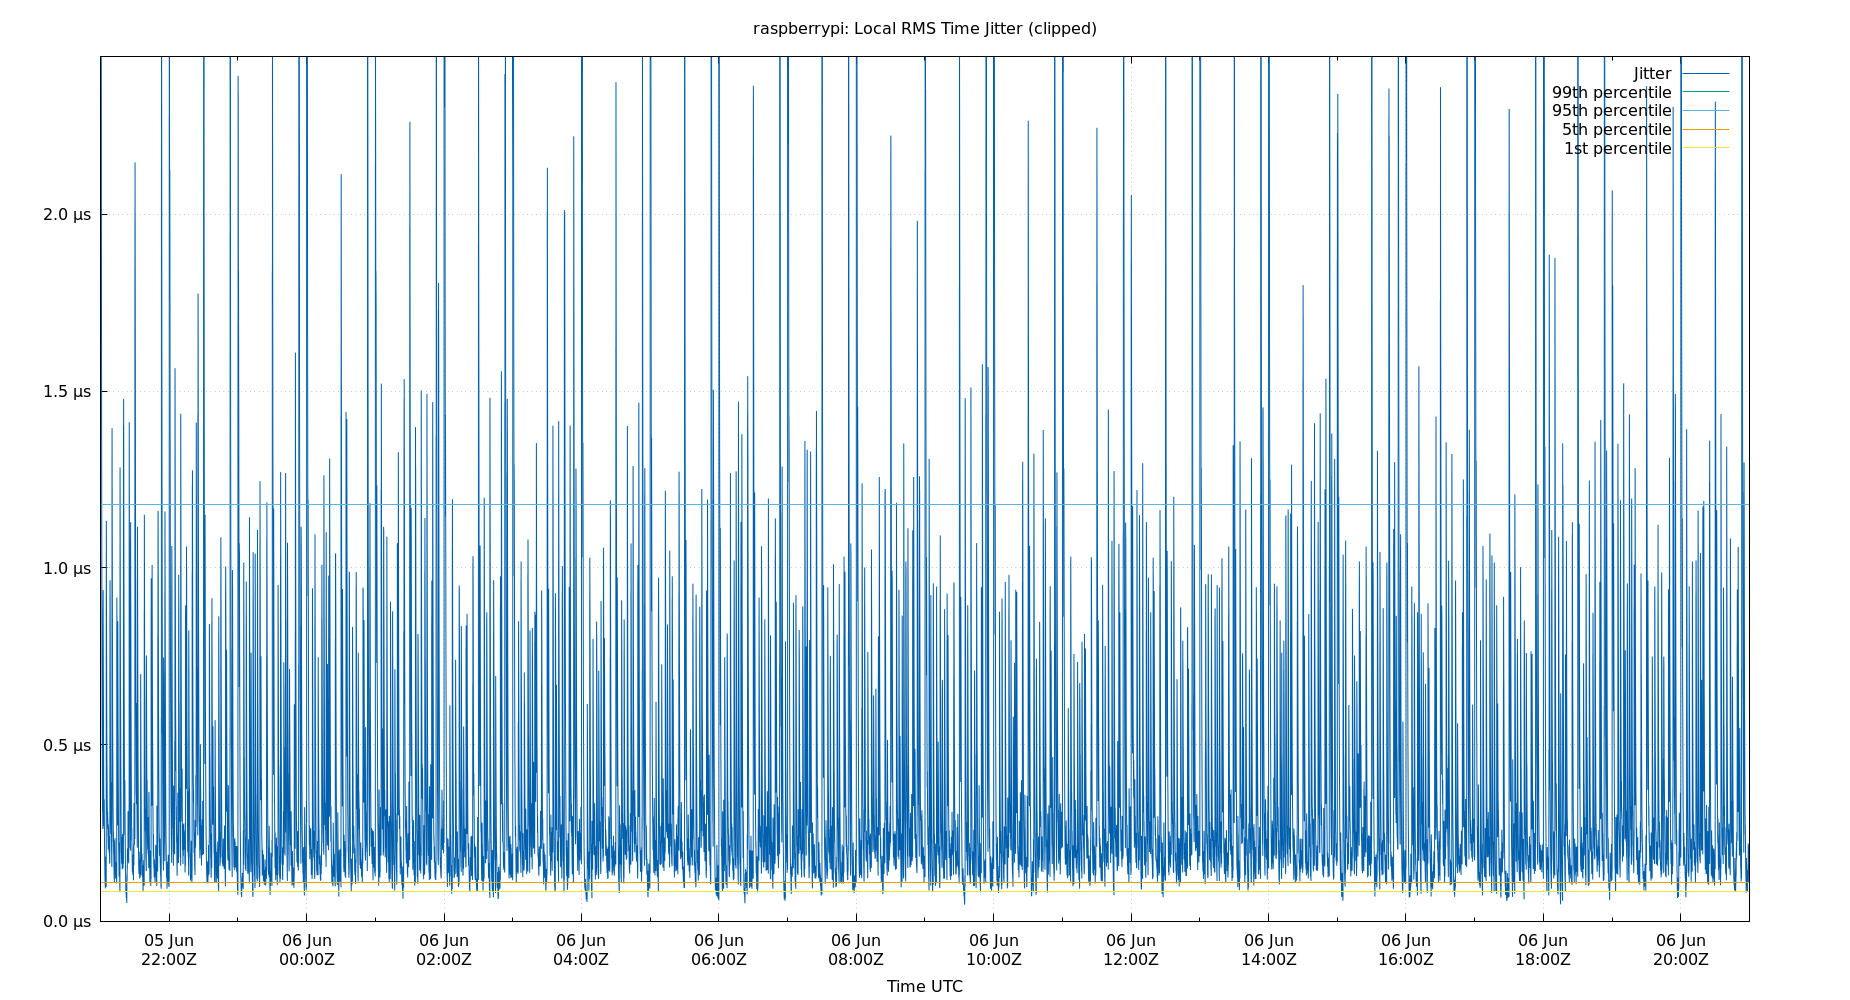 raspberrypi: Local RMS Time Jitter (clipped)
Jitter
99th percentile
95th percentile
5th percentile
1st percentile
2.0 µs
1.5 µs
1.0 µs
0.5 µs
0.0 µs
05 Jun 06 Jun 06 Jun 06 Jun 06 Jun 06 Jun 06 Jun 06 Jun 06 Jun 06 Jun 06 Jun 06 Jun
22:00Z 00:00Z 02:00Z 04:00Z 06:00Z 08:00Z 10:00Z 12:00Z 14:00Z 16:00Z 18:00Z 20:00Z
Time UTC